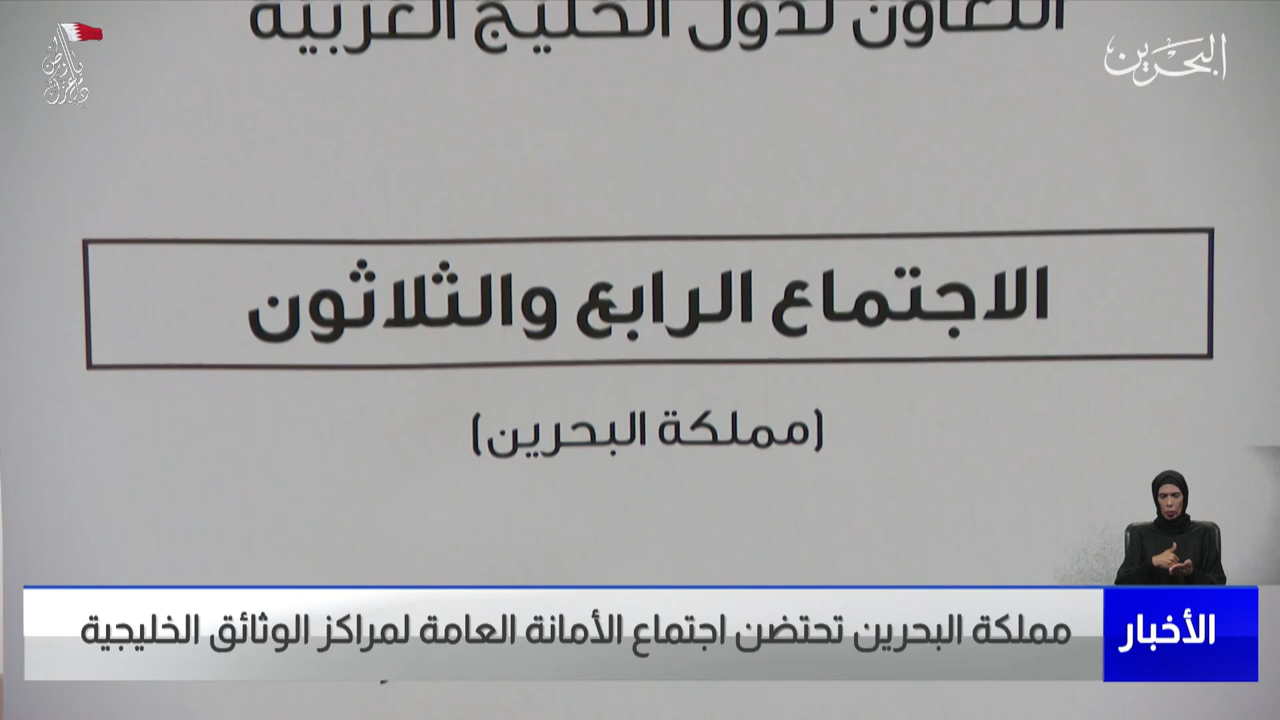 التعاون لدول الخليج العربية
البحرين
الاجتماع الرابع والثلاثون
(مملكة البحرين)
الأخبار
مملكة البحرين تحتضن اجتماع الأمانة العامة لمراكز الوثائق الخليجية